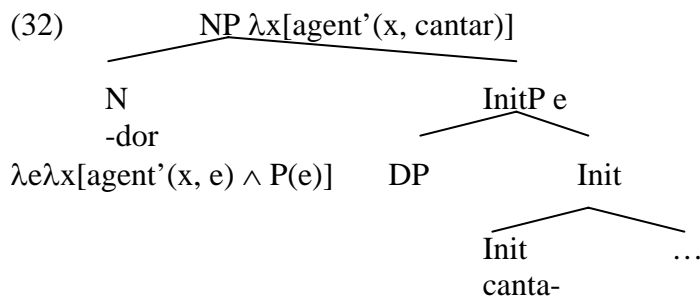 (32) NP λx[agent’(x, cantar)]
N InitP e
-dor
λeλx[agent’(x, e) ∧ P(e)] DP Init
Init …
canta-